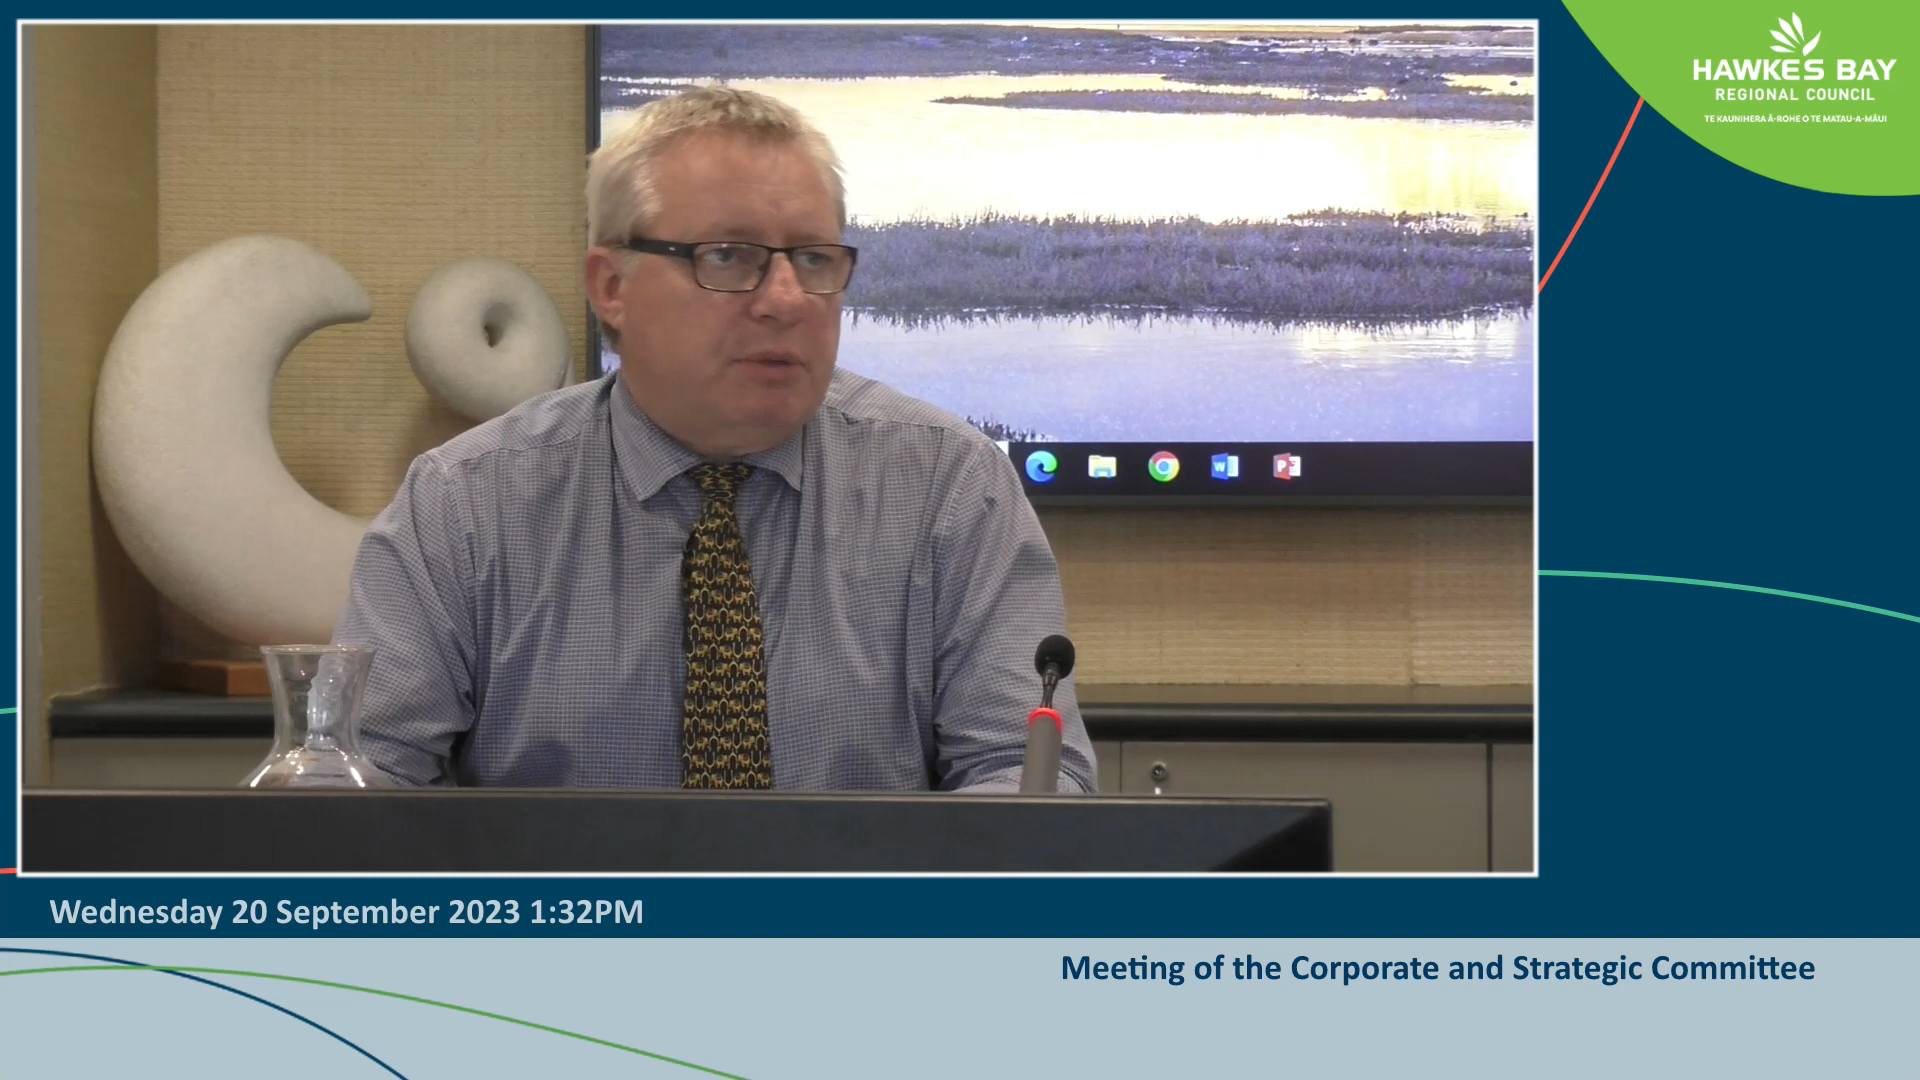 HAWKE'S BAY
REGIONAL COUNCIL
TE KAUNIHERA Ā-ROHE O TE MATAU-A-MĀUI
Wednesday 20 September 2023 1:32PM
Meeting of the Corporate and Strategic Committee